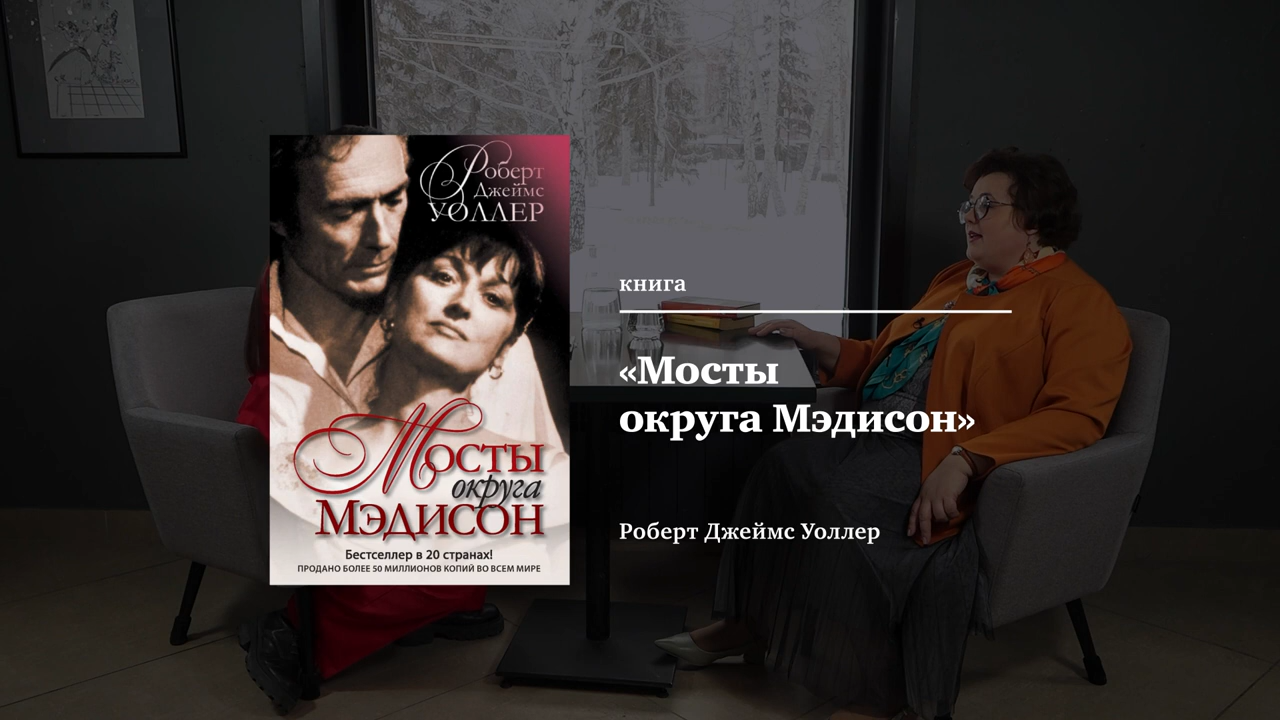 Роберт
Джеймс
УОЛЛЕР
Мосты
округа
Мэдисон
Бестселлер в 20 странах!
ПРОДАНО БОЛЕЕ 50 МИЛЛИОНОВ КОПИЙ ВО ВСЕМ МИРЕ
книга
«Мосты
округа Мэдисон»
Роберт Джеймс Уоллер